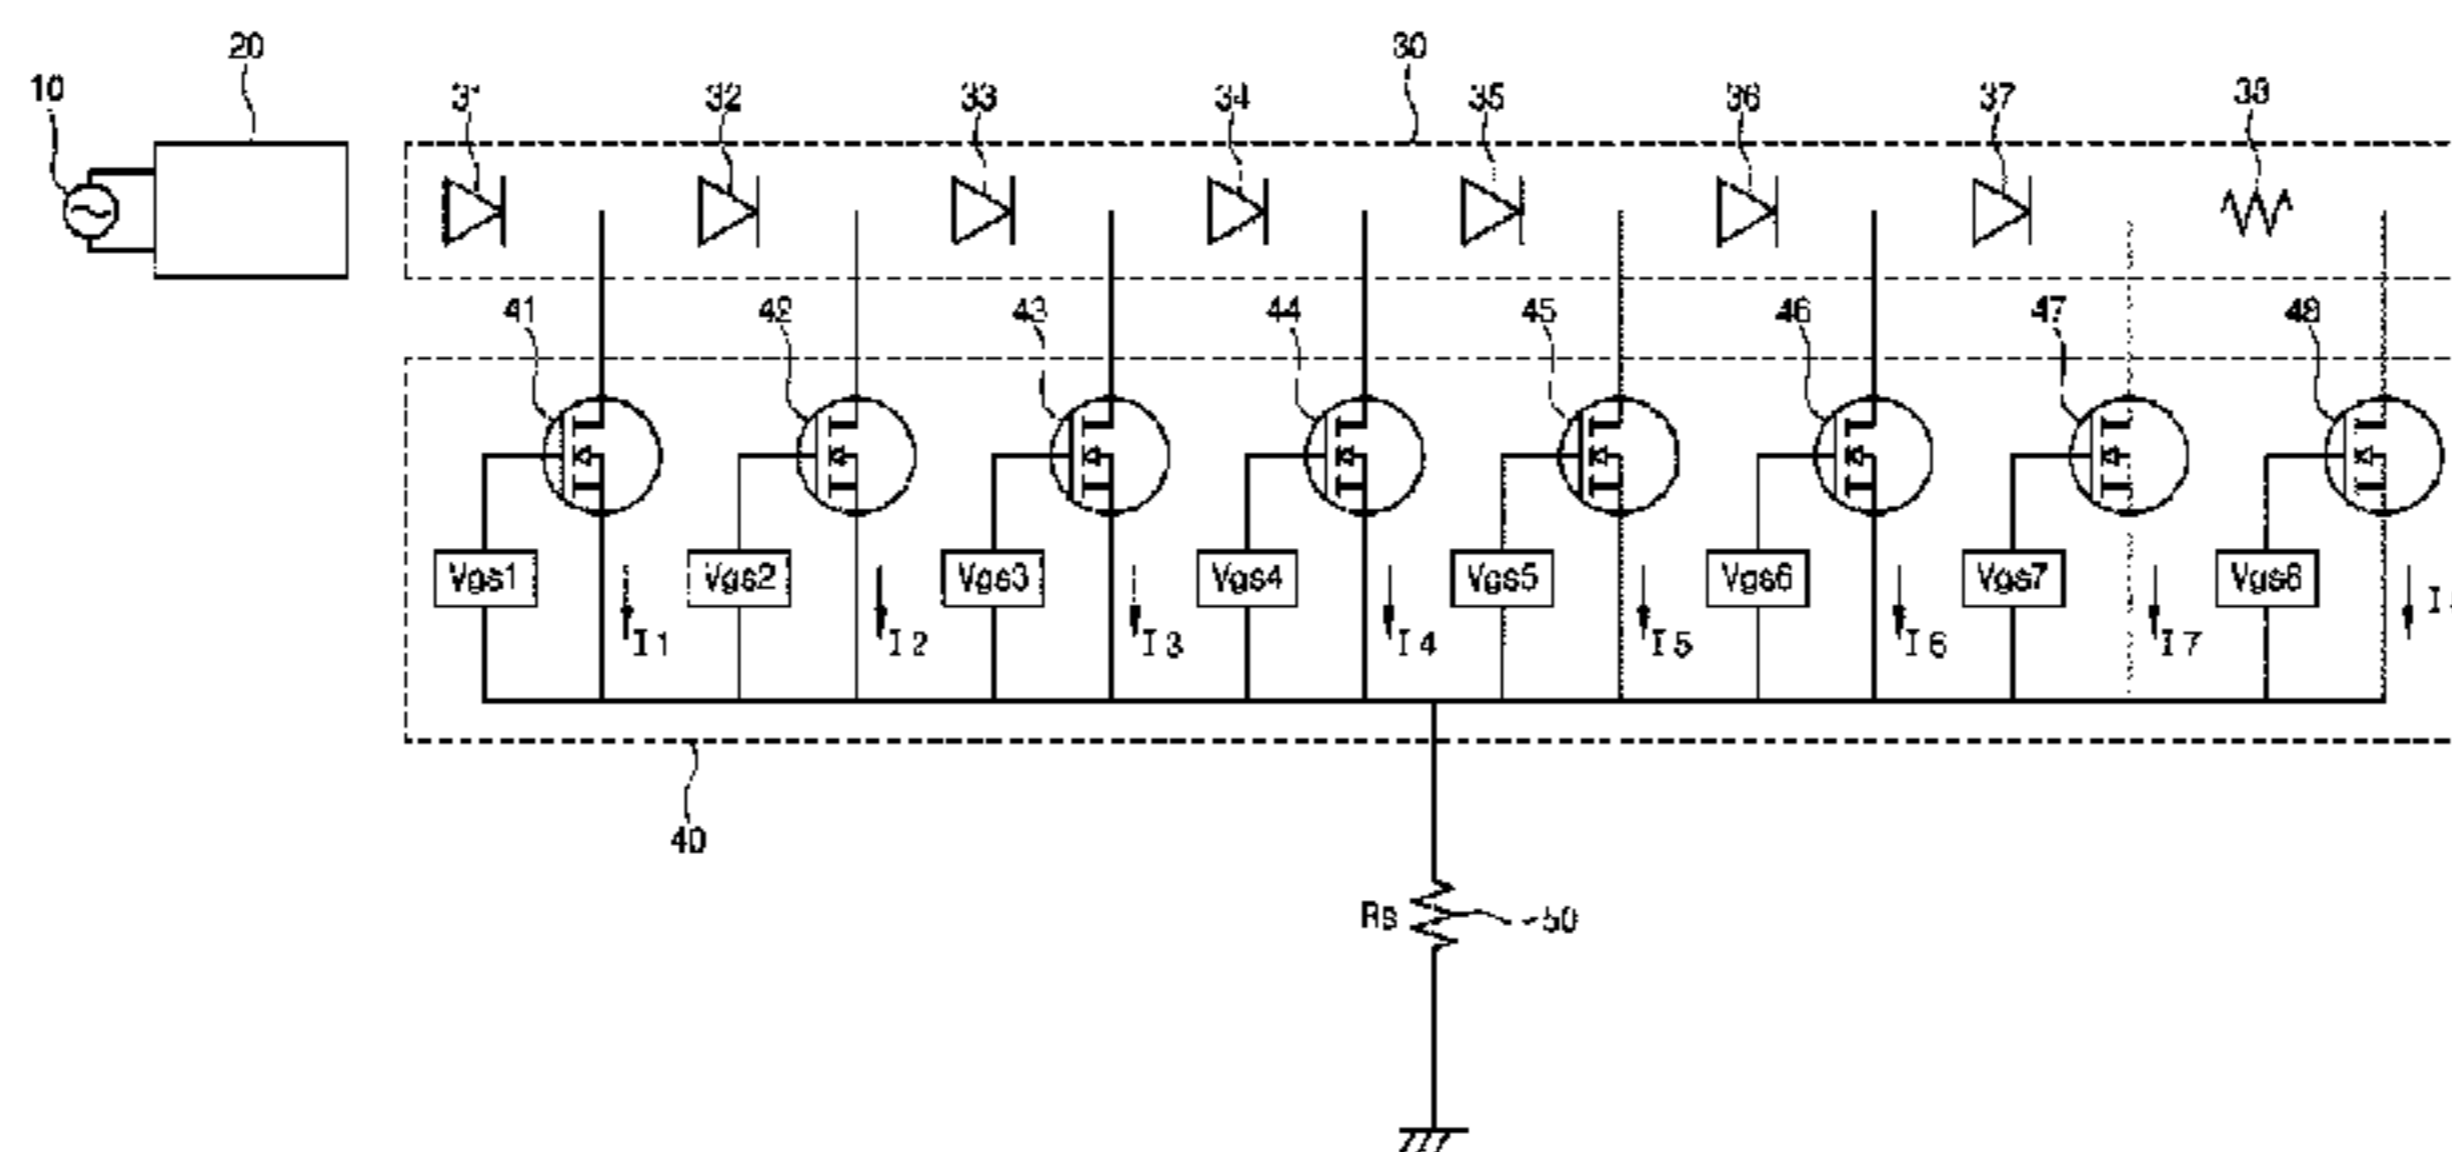 20 30
10 31 32 33 34 35 36 37 38
41 42 43 44 45 46 47 48
Vgs1 Vgs2 Vgs3 Vgs4 Vgs5 Vgs6 Vgs7 Vgs8
I1 I2 I3 I4 I5 I6 I7
40
Rs 50